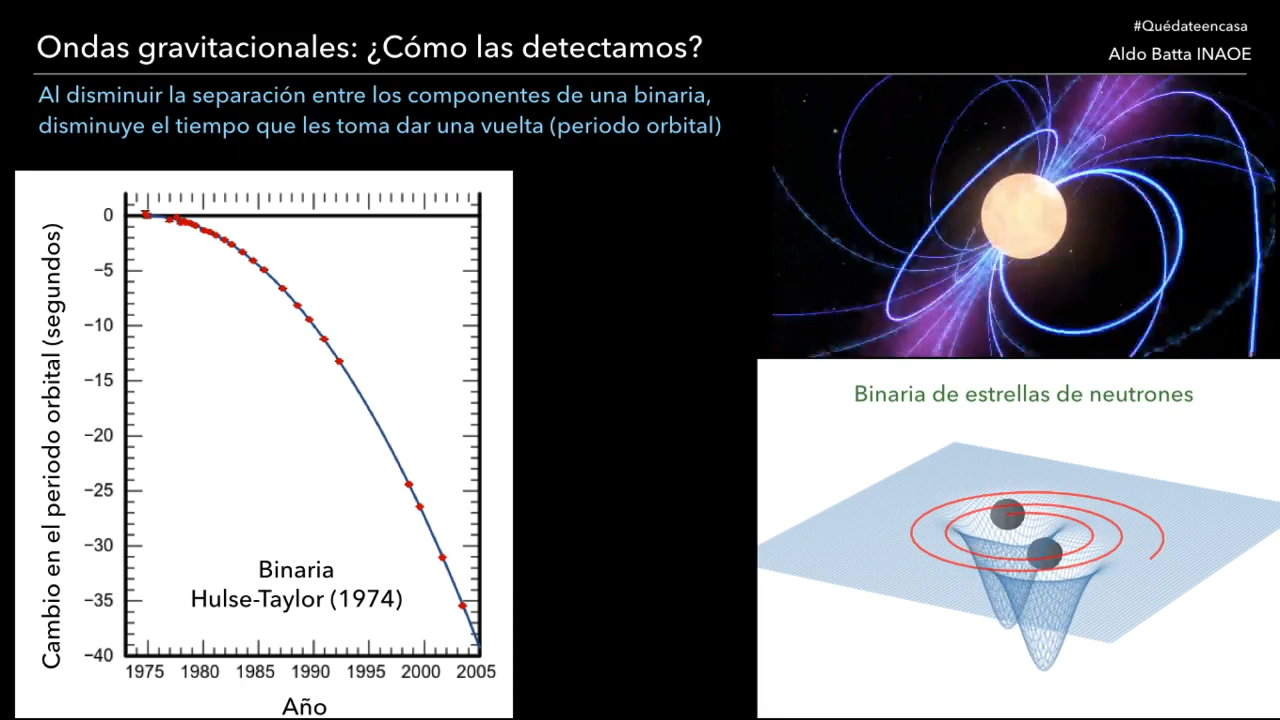 Ondas gravitacionales: ¿Cómo las detectamos?
#Quédateencasa
Aldo Batta INAOE
Al disminuir la separación entre los componentes de una binaria,
disminuye el tiempo que les toma dar una vuelta (periodo orbital)
Cambio en el periodo orbital (segundos)
0
−5
−10
−15
−20
−25
−30
−35
−40
Binaria
Hulse-Taylor (1974)
1975 1980 1985 1990 1995 2000 2005
Año
Binaria de estrellas de neutrones